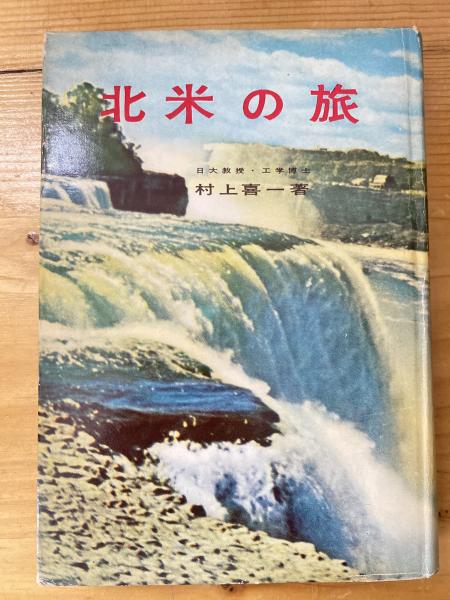 北米の旅
日大教授・工学博士
村上喜一著